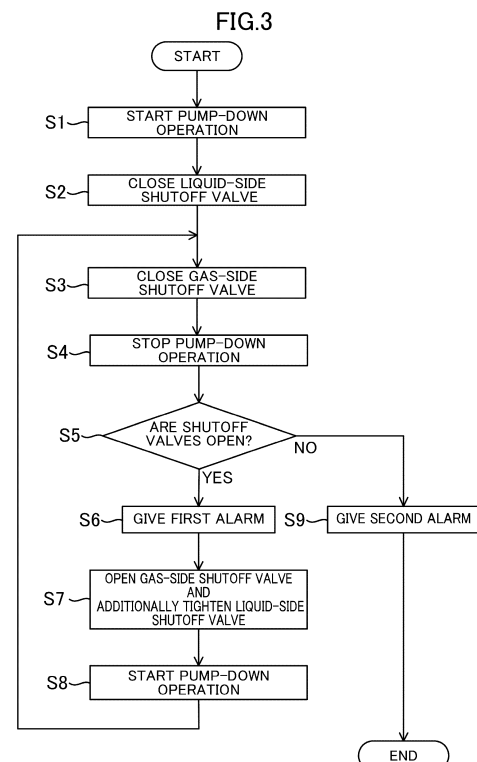 FIG.3
START
S1
START PUMP-DOWN
OPERATION
S2
CLOSE LIQUID-SIDE
SHUTOFF VALVE
S3
CLOSE GAS-SIDE
SHUTOFF VALVE
S4
STOP PUMP-DOWN
OPERATION
S5
ARE SHUTOFF
VALVES OPEN?
NO
YES
S6
GIVE FIRST ALARM
S9
GIVE SECOND ALARM
S7
OPEN GAS-SIDE SHUTOFF VALVE
AND
ADDITIONALLY TIGHTEN LIQUID-SIDE
SHUTOFF VALVE
S8
START PUMP-DOWN
OPERATION
END